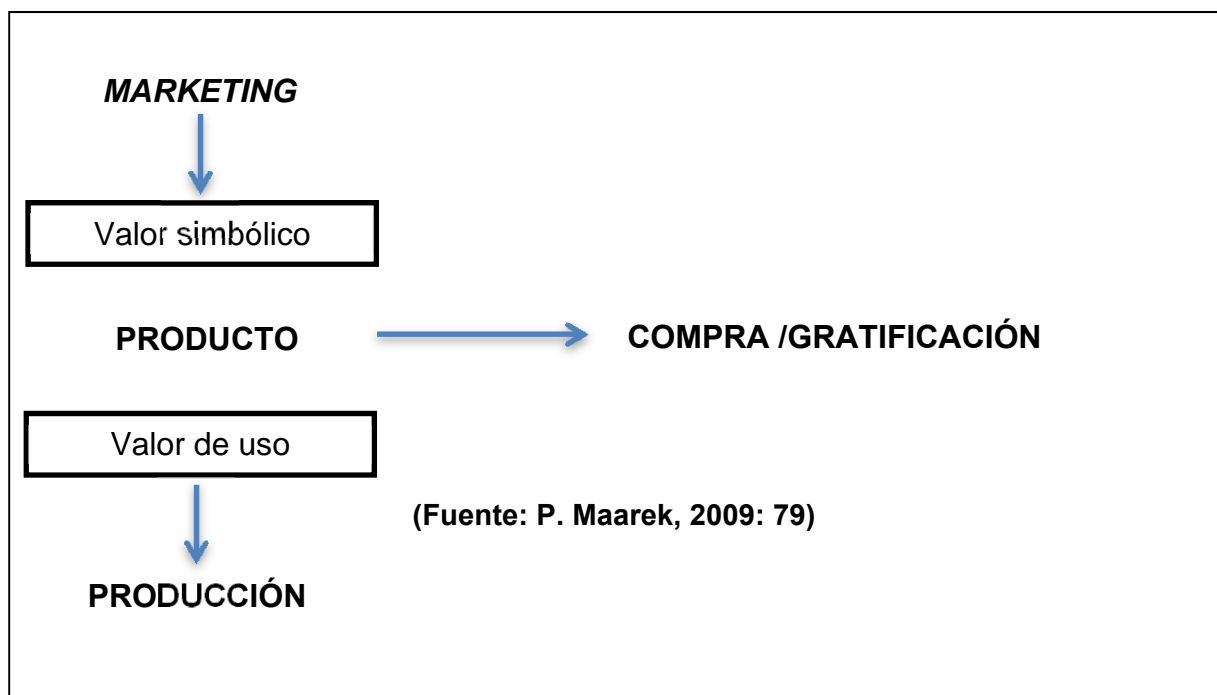 MARKETING
Valor simbólico
PRODUCTO
COMPRA /GRATIFICACIÓN
Valor de uso
(Fuente: P. Maarek, 2009: 79)
PRODUCCIÓN